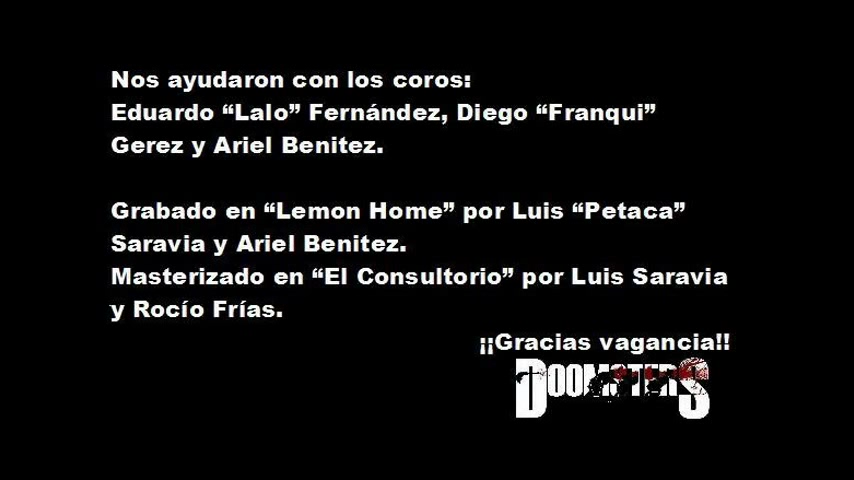 Nos ayudaron con los coros:
Eduardo “Lalo” Fernández, Diego “Franqui”
Gerez y Ariel Benitez.
Grabado en “Lemon Home” por Luis “Petaca”
Saravia y Ariel Benitez.
Masterizado en “El Consultorio” por Luis Saravia
y Rocío Frías.
¡¡Gracias vagancia!!
DOOMSTERS